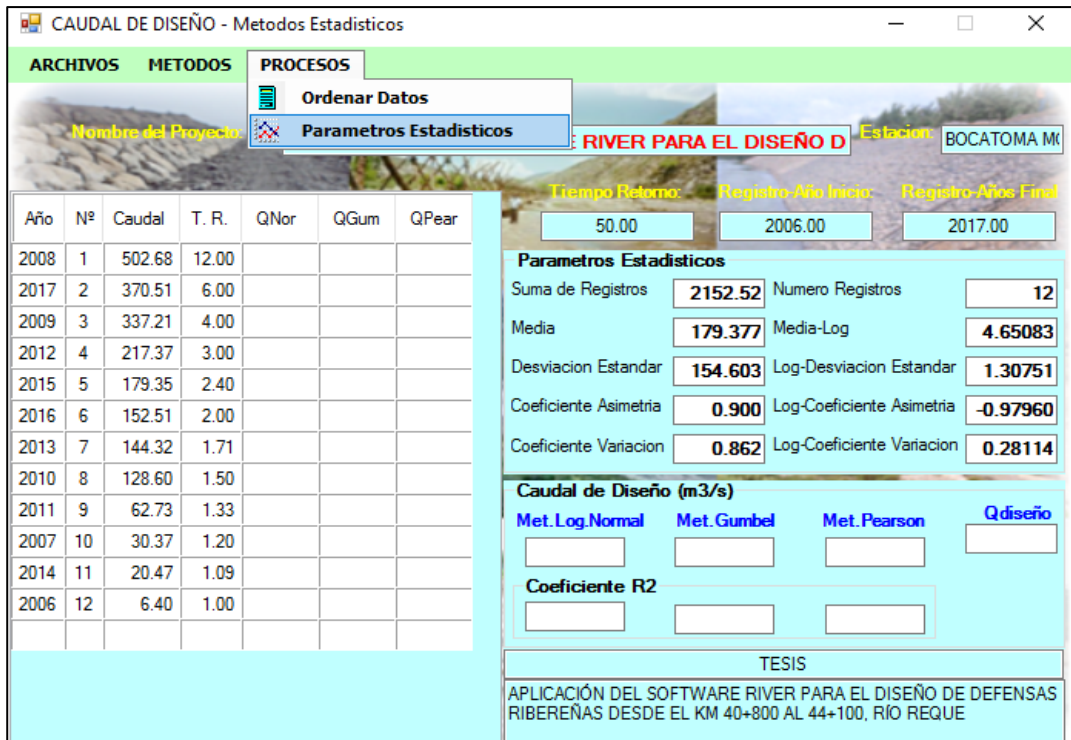 CAUDAL DE DISEÑO - Metodos Estadisticos
ARCHIVOS METODOS PROCESOS
Ordenar Datos
Parametros Estadisticos
Nombre del Proyecto: RIVER PARA EL DISEÑO D Estacion: BOCATOMA
Tiempo Retorno: Registro-Año Inicio: Registro-Años Final
50.00 2006.00 2017.00
Año Nº Caudal T. R. QNor QGum QPear
2008 1 502.68 12.00
2017 2 370.51 6.00
2009 3 337.21 4.00
2012 4 217.37 3.00
2015 5 179.35 2.40
2016 6 152.51 2.00
2013 7 144.32 1.71
2010 8 128.60 1.50
2011 9 62.73 1.33
2007 10 30.37 1.20
2014 11 20.47 1.09
2006 12 6.40 1.00
Parametros Estadisticos
Suma de Registros 2152.52 Numero Registros 12
Media 179.377 Media-Log 4.65083
Desviacion Estandar 154.603 Log-Desviacion Estandar 1.30751
Coeficiente Asimetria 0.900 Log-Coeficiente Asimetria -0.97960
Coeficiente Variacion 0.862 Log-Coeficiente Variacion 0.28114
Caudal de Diseño (m3/s)
Met.Log.Normal Met.Gumbel Met.Pearson Qdiseño
Coeficiente R2
TESIS
APLICACIÓN DEL SOFTWARE RIVER PARA EL DISEÑO DE DEFENSAS
RIBEREÑAS DESDE EL KM 40+800 AL 44+100, RÍO REQUE